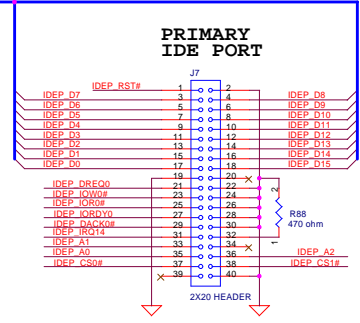 PRIMARY
IDE PORT
J7
IDEP_RST# 1 2
IDEP_D7 3 4 IDEP_D8
IDEP_D6 5 6 IDEP_D9
IDEP_D5 7 8 IDEP_D10
IDEP_D4 9 10 IDEP_D11
IDEP_D3 11 12 IDEP_D12
IDEP_D2 13 14 IDEP_D13
IDEP_D1 15 16 IDEP_D14
IDEP_D0 17 18 IDEP_D15
19 20
IDEP_DREQ0 21 22
IDEP_IOW0# 23 24
IDEP_IOR0# 25 26
IDEP_IORDY0 27 28
IDEP_DACK0# 29 30
IDEP_IRQ14 31 32
IDEP_A1 33 34
IDEP_A0 35 36 IDEP_A2
IDEP_CS0# 37 38 IDEP_CS1#
39 40
2
R88
470 ohm
1
2X20 HEADER